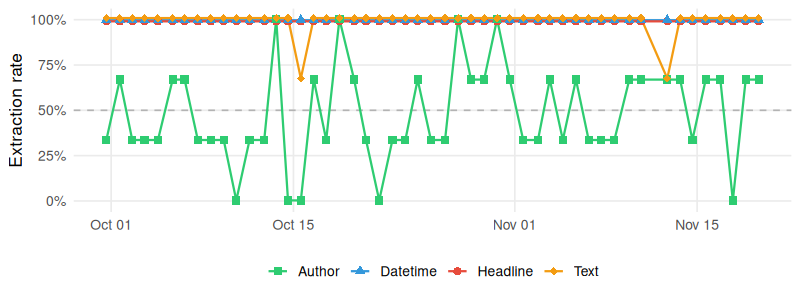 Extraction rate
100%
75%
50%
25%
0%
Oct 01 Oct 15 Nov 01 Nov 15
Author Datetime Headline Text